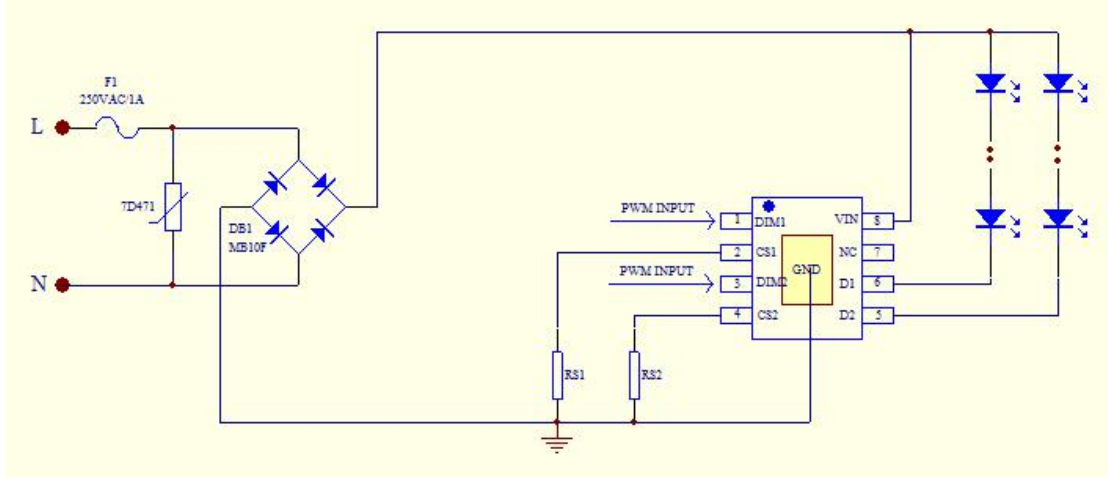 F1
250VAC/1A
L
7D471
N
DB1
MB10F
PWM INPUT
PWM INPUT
1 DIM1
2 CS1
3 DIM2
4 CS2
GND
VIN 8
NC 7
D1 6
D2 5
RS1
RS2